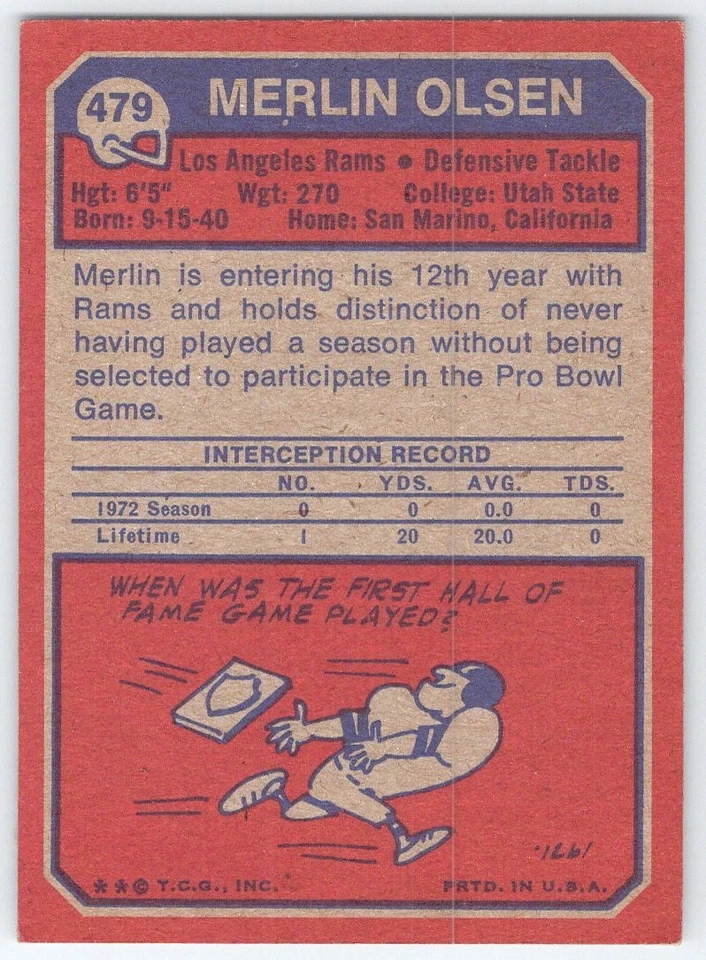 479
MERLIN OLSEN
Los Angeles Rams • Defensive Tackle
Hgt: 6'5" Wgt: 270 College: Utah State
Born: 9-15-40 Home: San Marino, California
Merlin is entering his 12th year with
Rams and holds distinction of never
having played a season without being
selected to participate in the Pro Bowl
Game.
INTERCEPTION RECORD
NO. YDS. AVG. TDS.
1972 Season 0 0 0.0 0
Lifetime 1 20 20.0 0
WHEN WAS THE FIRST HALL OF
FAME GAME PLAYED?
1961.
**© T.C.G., INC. PRTD. IN U.S.A.